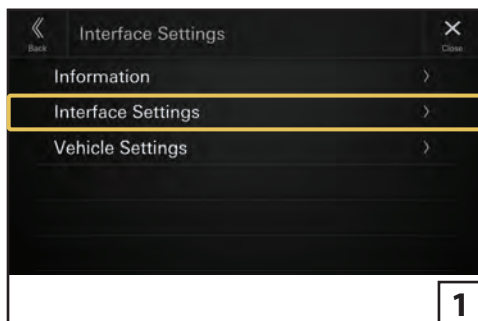 Back
Interface Settings
Close
Information
Interface Settings
Vehicle Settings
1